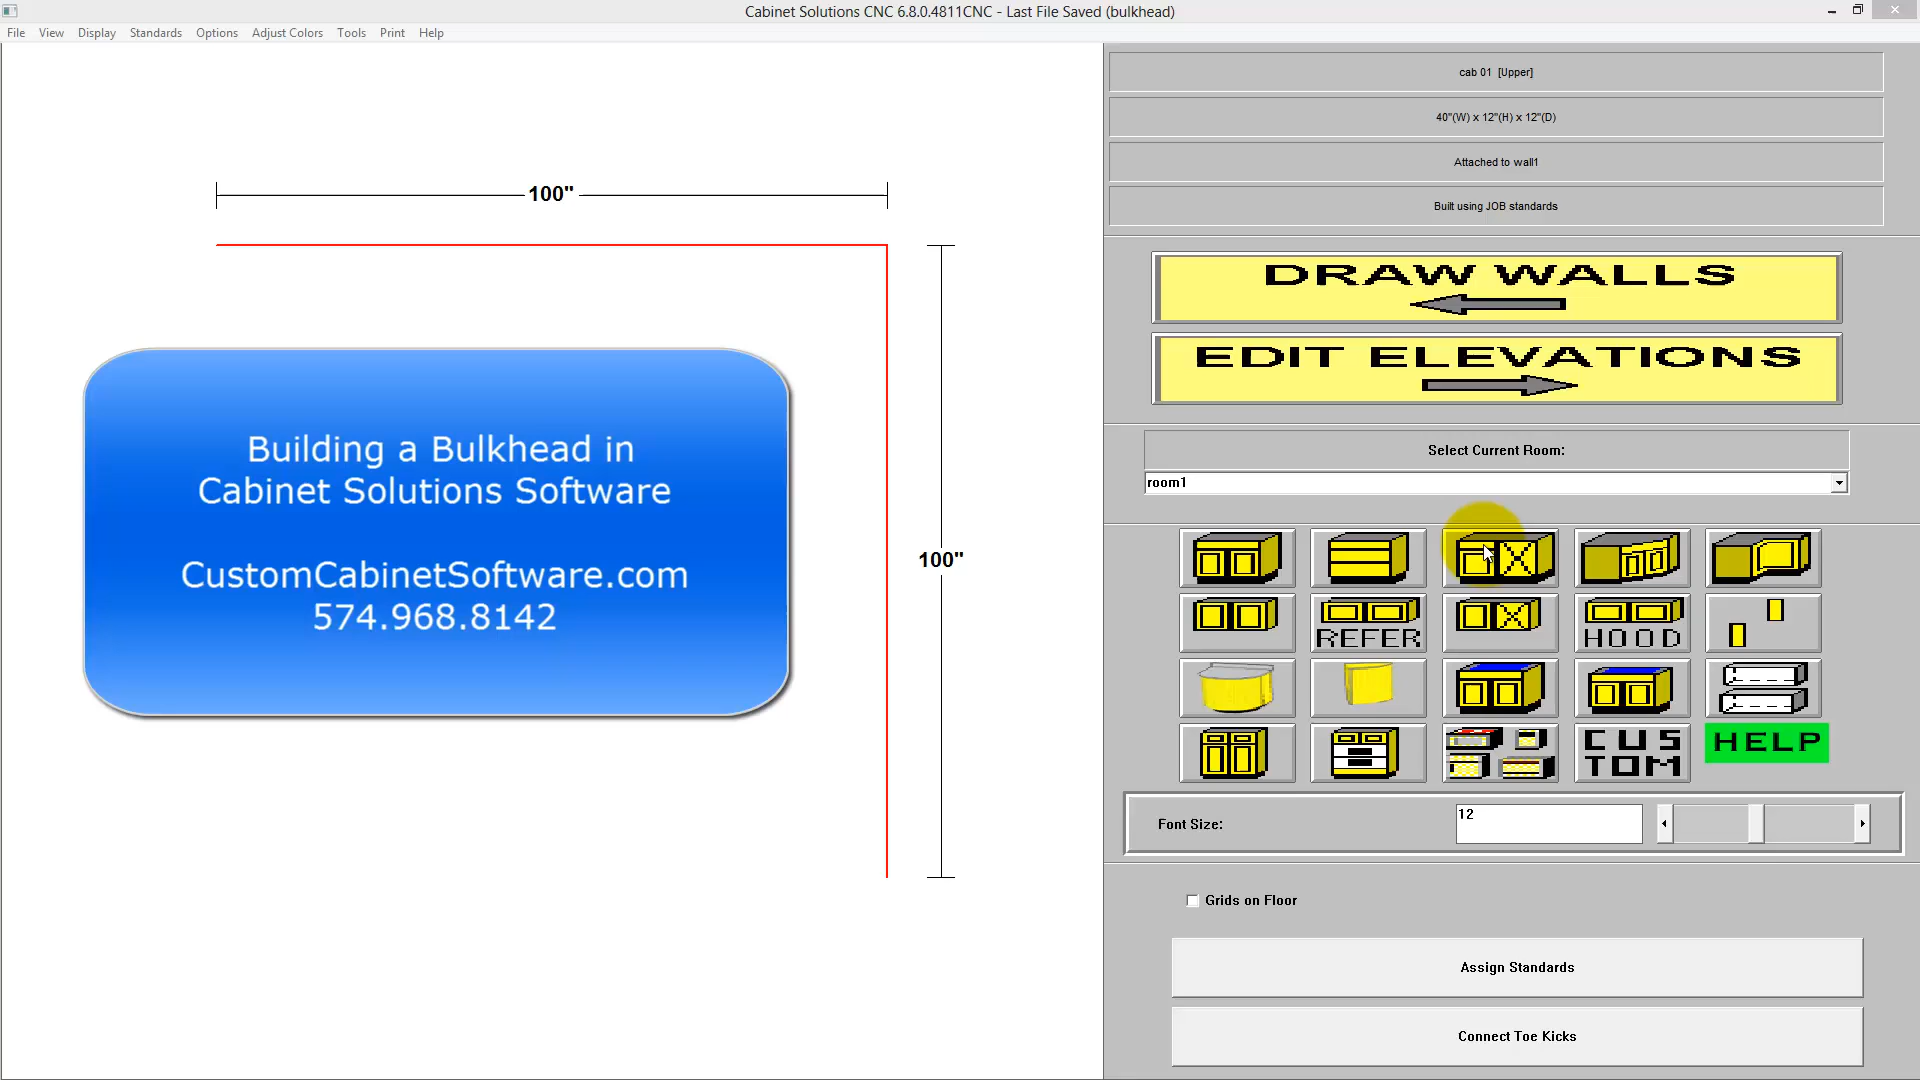 Cabinet Solutions CNC 6.8.0.4811CNC - Last File Saved (bulkhead)
File View Display Standards Options Adjust Colors Tools Print Help
cab 01 [Upper]
40"(W) x 12"(H) x 12"(D)
Attached to wall1
Built using JOB standards
100"
DRAW WALLS
EDIT ELEVATIONS
Building a Bulkhead in
Cabinet Solutions Software
CustomCabinetSoftware.com
574.968.8142
100"
Select Current Room:
room1
REFER
HOOD
CUS
TOM
HELP
Font Size:
12
Grids on Floor
Assign Standards
Connect Toe Kicks